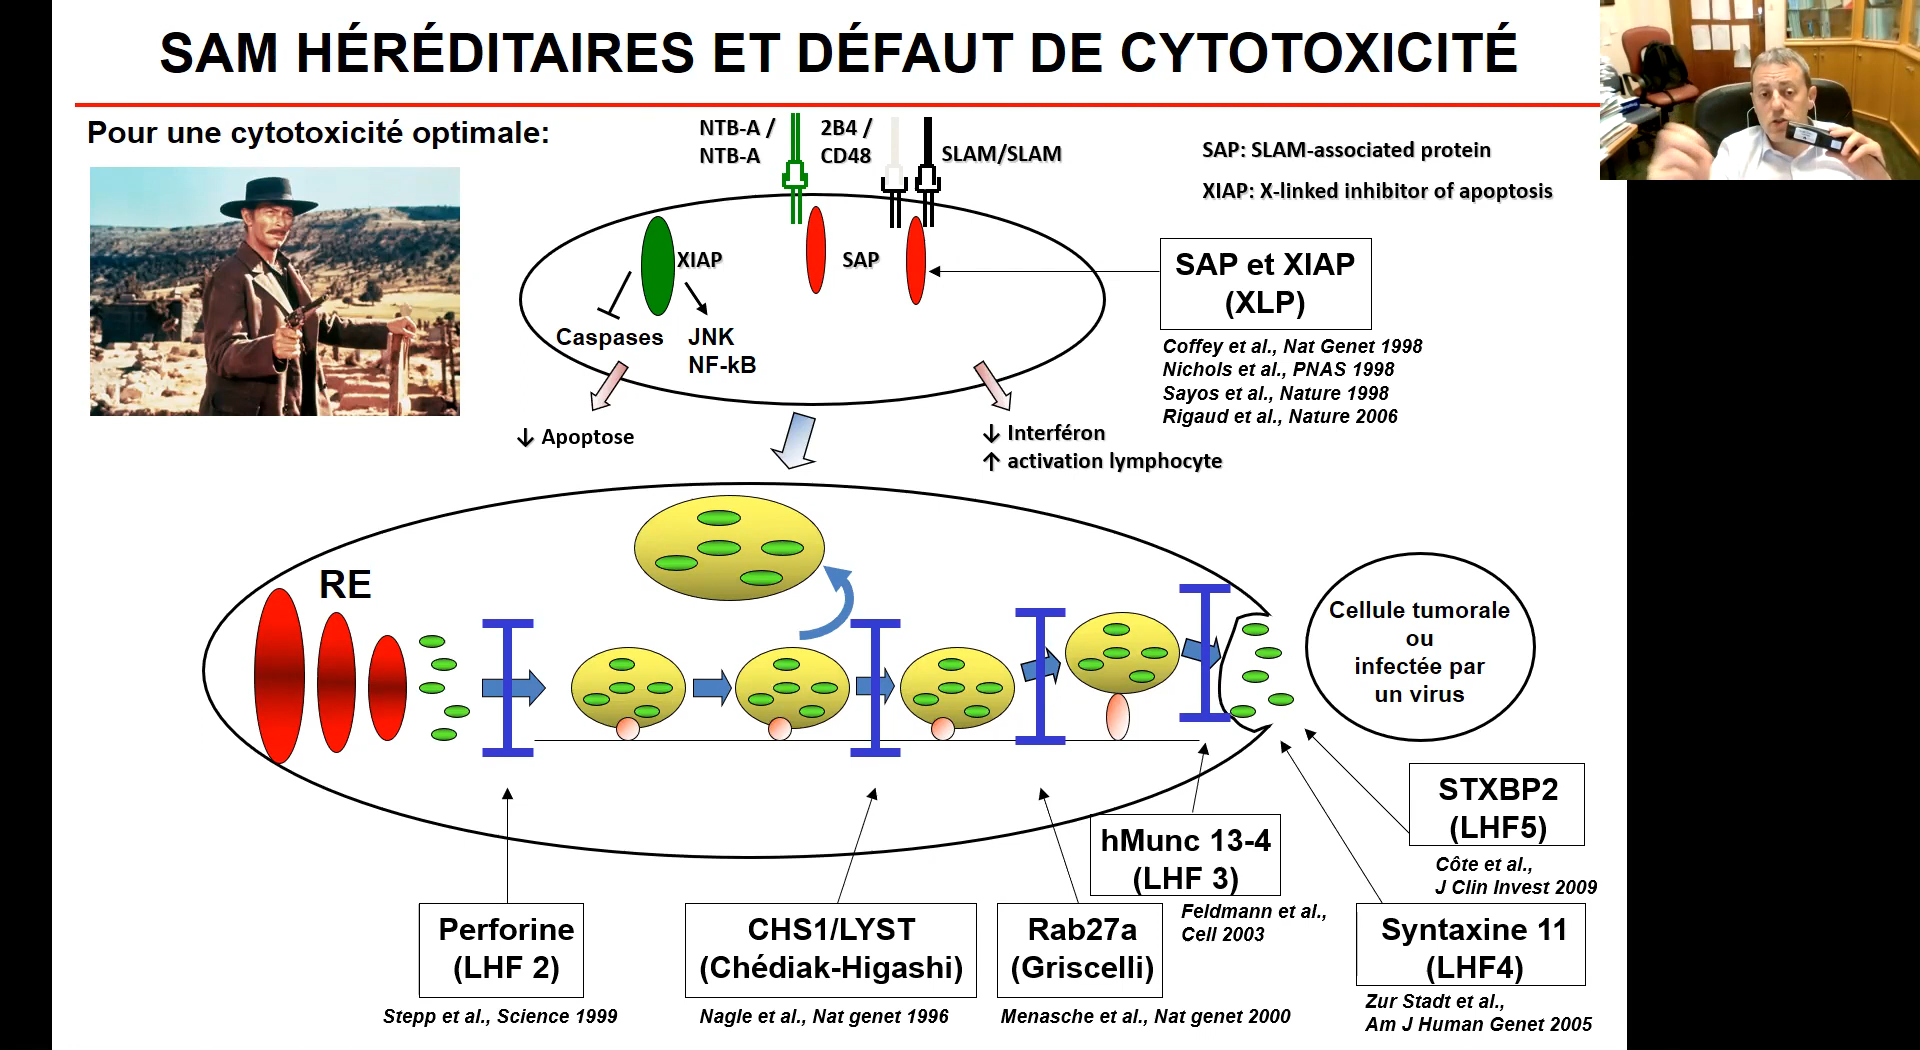 SAM HÉRÉDITAIRES ET DÉFAUT DE CYTOTOXICITÉ
Pour une cytotoxicité optimale:
NTB-A /
NTB-A
2B4 /
CD48
SLAM/SLAM
SAP: SLAM-associated protein
XIAP: X-linked inhibitor of apoptosis
XIAP
SAP
SAP et XIAP
(XLP)
Caspases
JNK
NF-kB
Coffey et al., Nat Genet 1998
Nichols et al., PNAS 1998
Sayos et al., Nature 1998
Rigaud et al., Nature 2006
↓ Apoptose
↓ Interféron
↑ activation lymphocyte
RE
Cellule tumorale
ou
infectée par
un virus
STXBP2
(LHF5)
Côte et al.,
J Clin Invest 2009
hMunc 13-4
(LHF 3)
Feldmann et al.,
Cell 2003
Perforine
(LHF 2)
Stepp et al., Science 1999
CHS1/LYST
(Chédiak-Higashi)
Nagle et al., Nat genet 1996
Rab27a
(Griscelli)
Menasche et al., Nat genet 2000
Syntaxine 11
(LHF4)
Zur Stadt et al.,
Am J Human Genet 2005